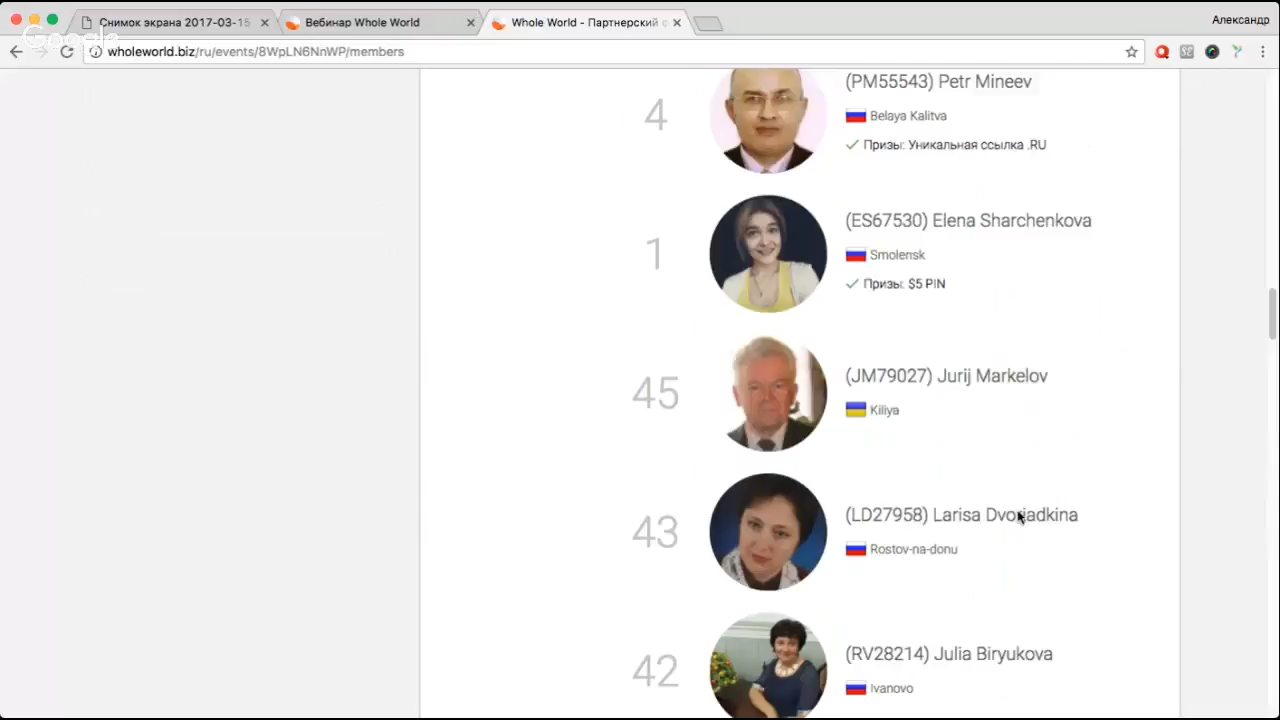 Снимок экрана 2017-03-15
Вебинар Whole World
Whole World - Партнерский
Александр
Google
wholeworld.biz/ru/events/8WpLN6NnWP/members
4
(PM55543) Petr Mineev
Belaya Kalitva
Призы: Уникальная ссылка .RU
1
(ES67530) Elena Sharchenkova
Smolensk
Призы: $5 PIN
45
(JM79027) Jurij Markelov
Kiliya
43
(LD27958) Larisa Dvorjadkina
Rostov-na-donu
42
(RV28214) Julia Biryukova
Ivanovo